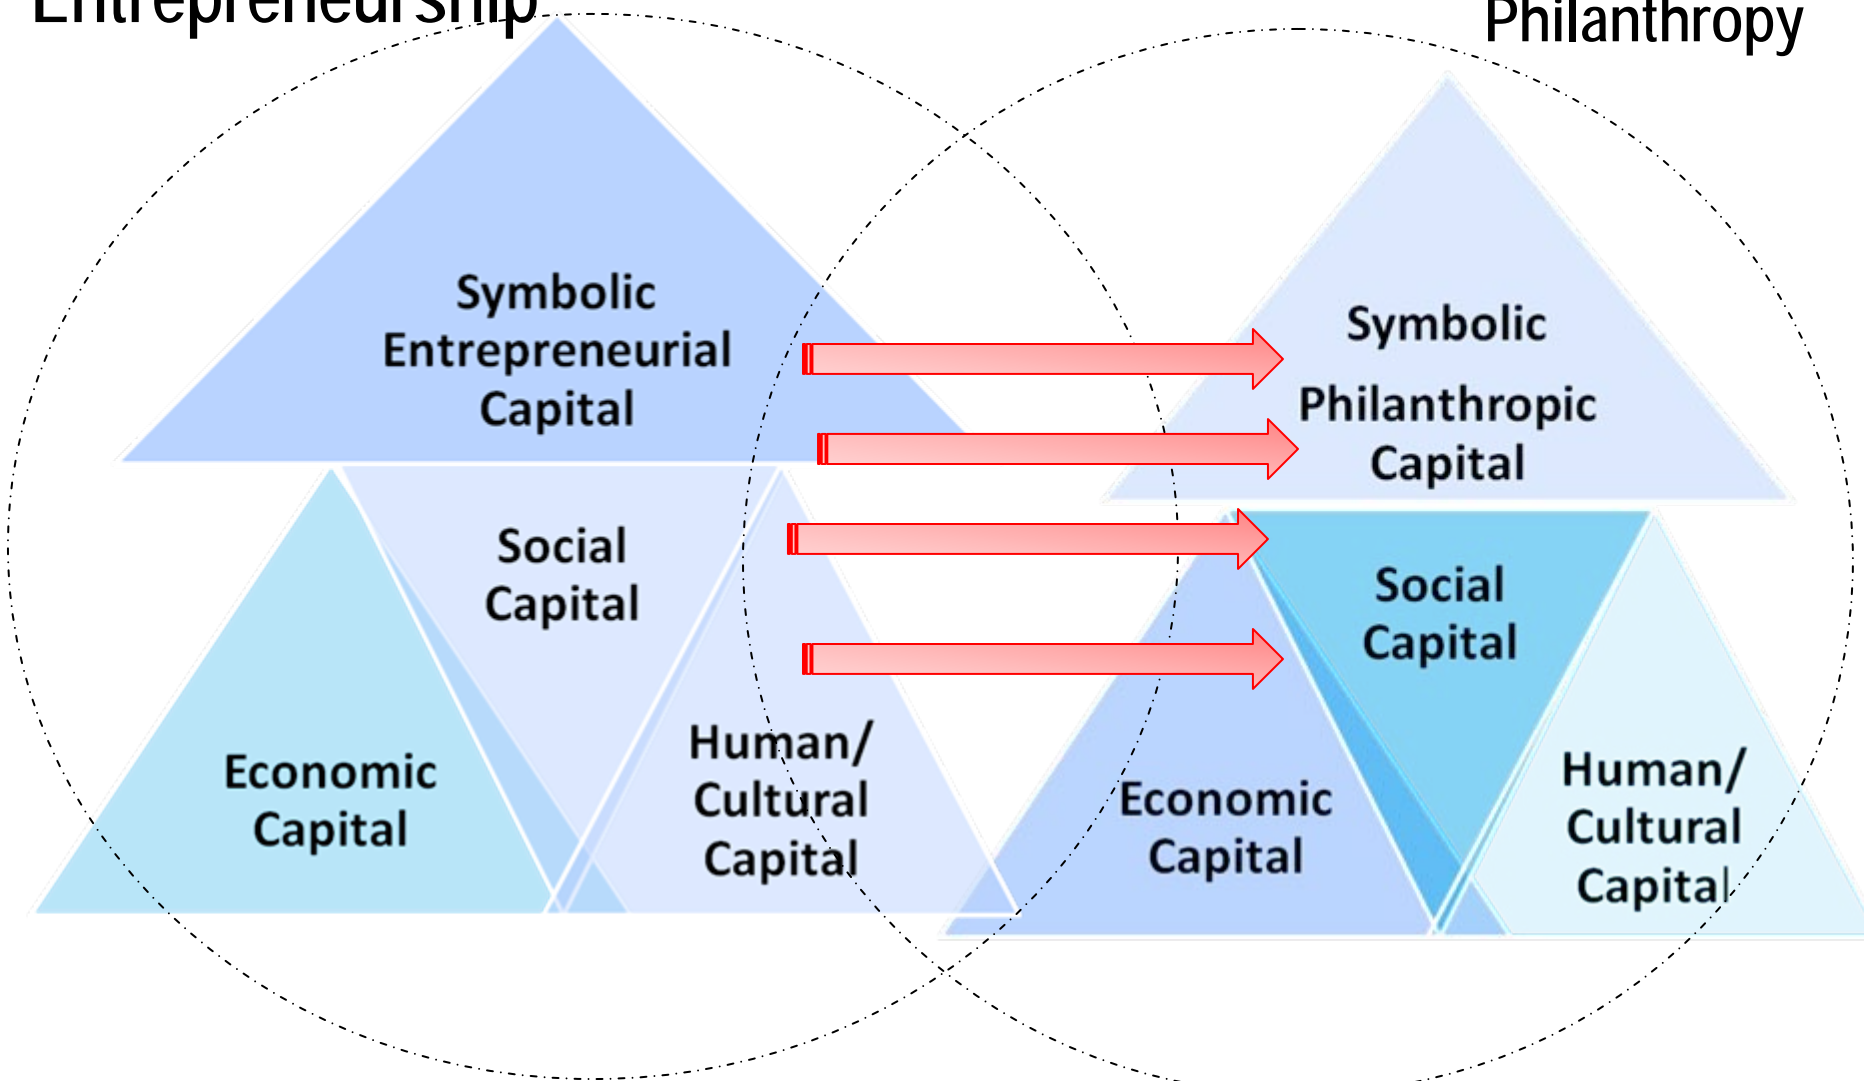 Entrepreneurship
Philanthropy
Symbolic
Entrepreneurial
Capital
Social
Capital
Economic
Capital
Human/
Cultural
Capital
Symbolic
Philanthropic
Capital
Social
Capital
Economic
Capital
Human/
Cultural
Capital